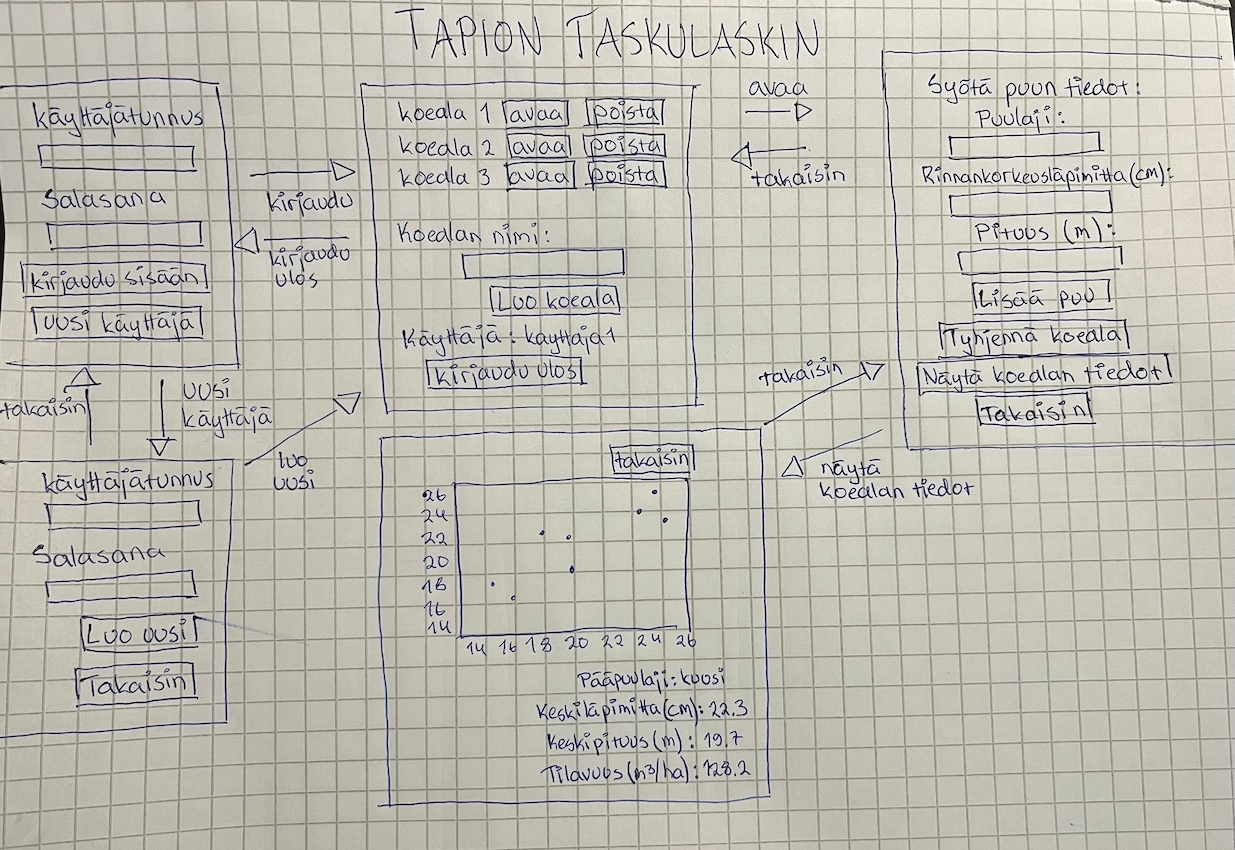 TAPION TASKULASKIN
käyttäjätunnus
Salasana
kirjaudu sisään
uusi käyttäjä
kirjaudu
kirjaudu
ulos
koeala 1 avaa poista
koeala 2 avaa poista
koeala 3 avaa poista
Koealan nimi:
Luo koeala
Käyttäjä: käyttäjä1
kirjaudu ulos
avaa
takaisin
Syötä puun tiedot:
Puulaji:
Rinnankorkeusläpimitta (cm):
Pituus (m):
Lisää puu
Tyhjennä koeala
Näytä koealan tiedot
Takaisin
takaisin
uusi
käyttäjä
luo
uusi
takaisin
näytä
koealan tiedot
käyttäjätunnus
Salasana
Luo uusi
Takaisin
takaisin
26
24
22
20
18
16
14
14 16 18 20 22 24 26
Pääpuulaji: kuusi
Keskiläpimitta (cm): 22.3
Keskipituus (m): 19.7
Tilavuus (m³/ha): 128.2